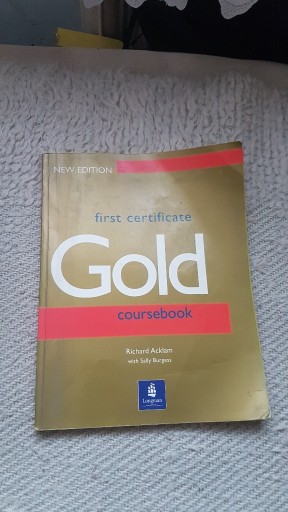 NEW EDITION
first certificate
Gold
coursebook
Richard Acklam
with Sally Burgess
Longman